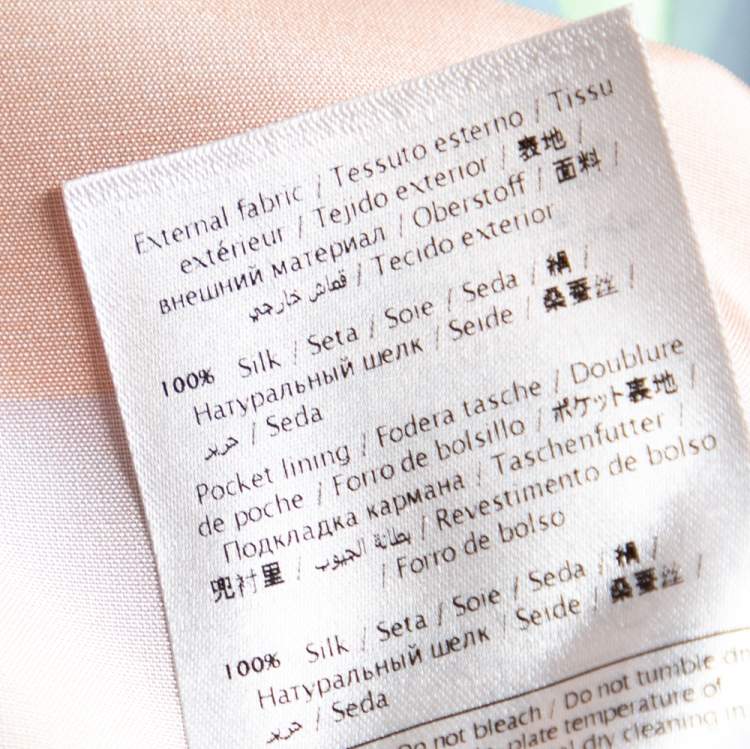 External fabric / Tessuto esterno / Tissu
extérieur / Tejido exterior / 表地 /
внешний материал / Oberstoff / 面料 /
قماش خارجي / Tecido exterior
100% Silk / Seta / Soie / Seda / 絹 /
Натуральный шелк / Seide / 桑蚕丝 /
حرير / Seda
Pocket lining / Fodera tasche / Doublure
de poche / Forro de bolsillo / ポケット裏地 /
Подкладка кармана / Taschenfutter /
兜衬里 / بطانة الجيوب / Revestimento de bolso
/ Forro de bolso
100% Silk / Seta / Soie / Seda / 絹 /
Натуральный шелк / Seide / 桑蚕丝 /
حرير / Seda
not bleach / Do not tumble
plate temperature of
dry cleaning in